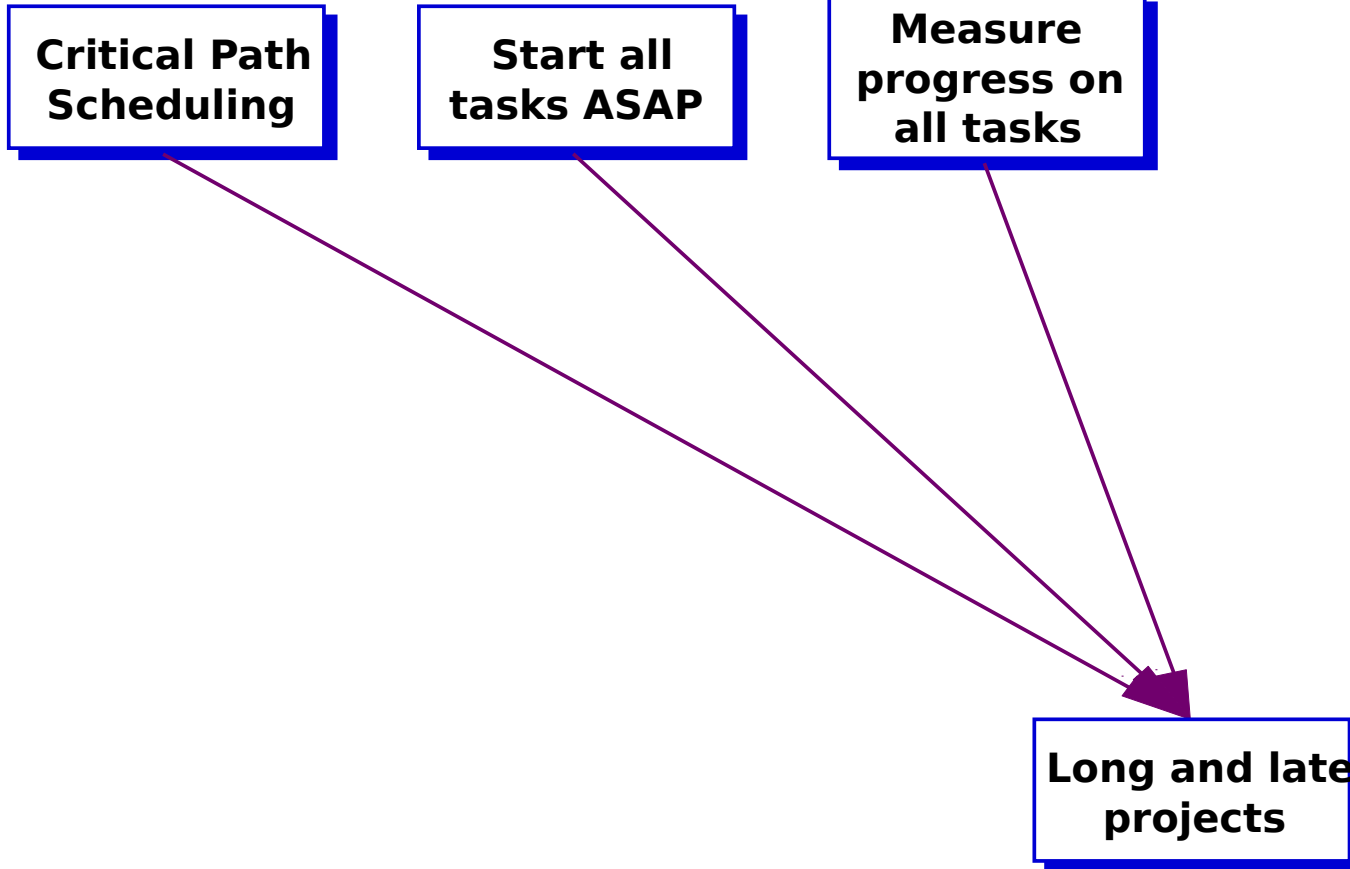 Critical Path
Scheduling
Start all
tasks ASAP
Measure
progress on
all tasks
Long and late
projects